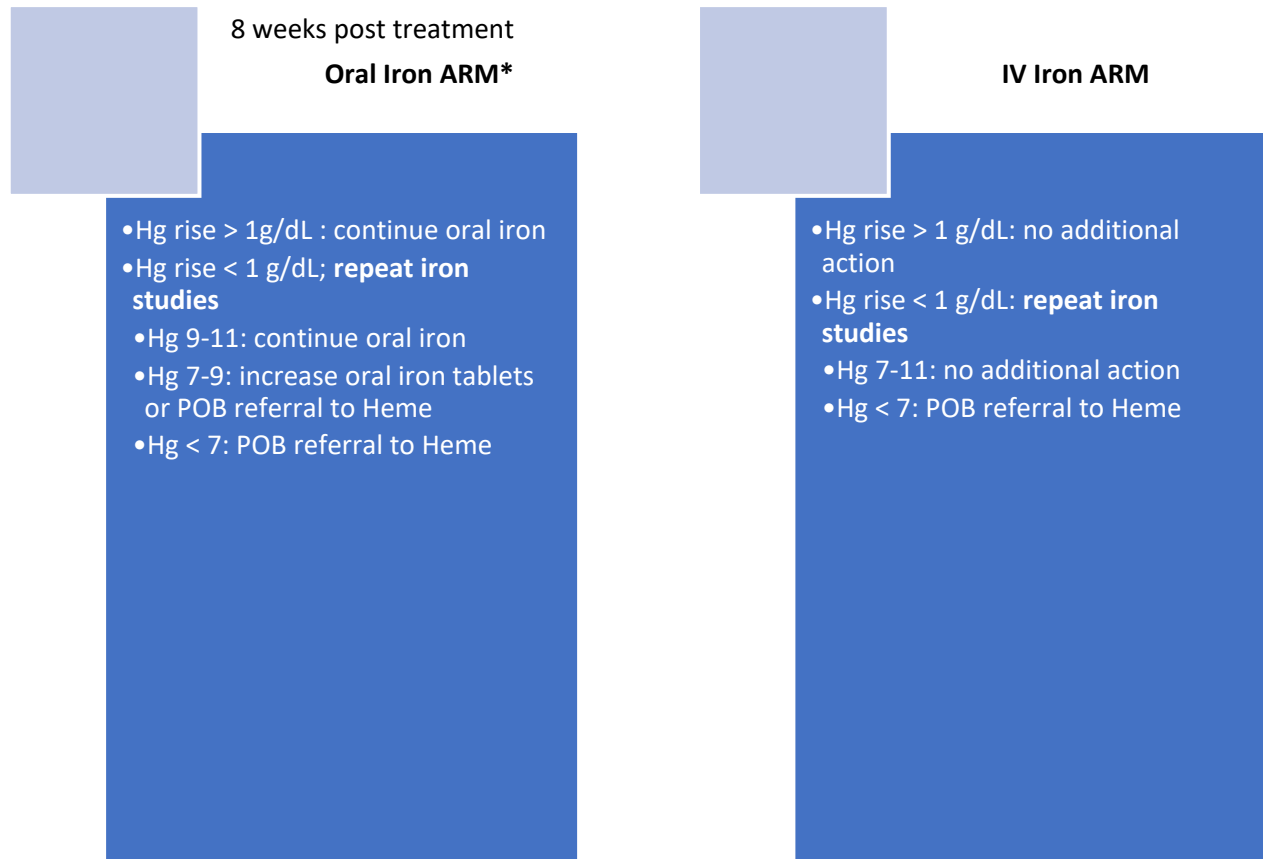 8 weeks post treatment
Oral Iron ARM*
•Hg rise > 1g/dL : continue oral iron
•Hg rise < 1 g/dL; repeat iron
studies
•Hg 9-11: continue oral iron
•Hg 7-9: increase oral iron tablets
or POB referral to Heme
•Hg < 7: POB referral to Heme
IV Iron ARM
•Hg rise > 1 g/dL: no additional
action
•Hg rise < 1 g/dL: repeat iron
studies
•Hg 7-11: no additional action
•Hg < 7: POB referral to Heme